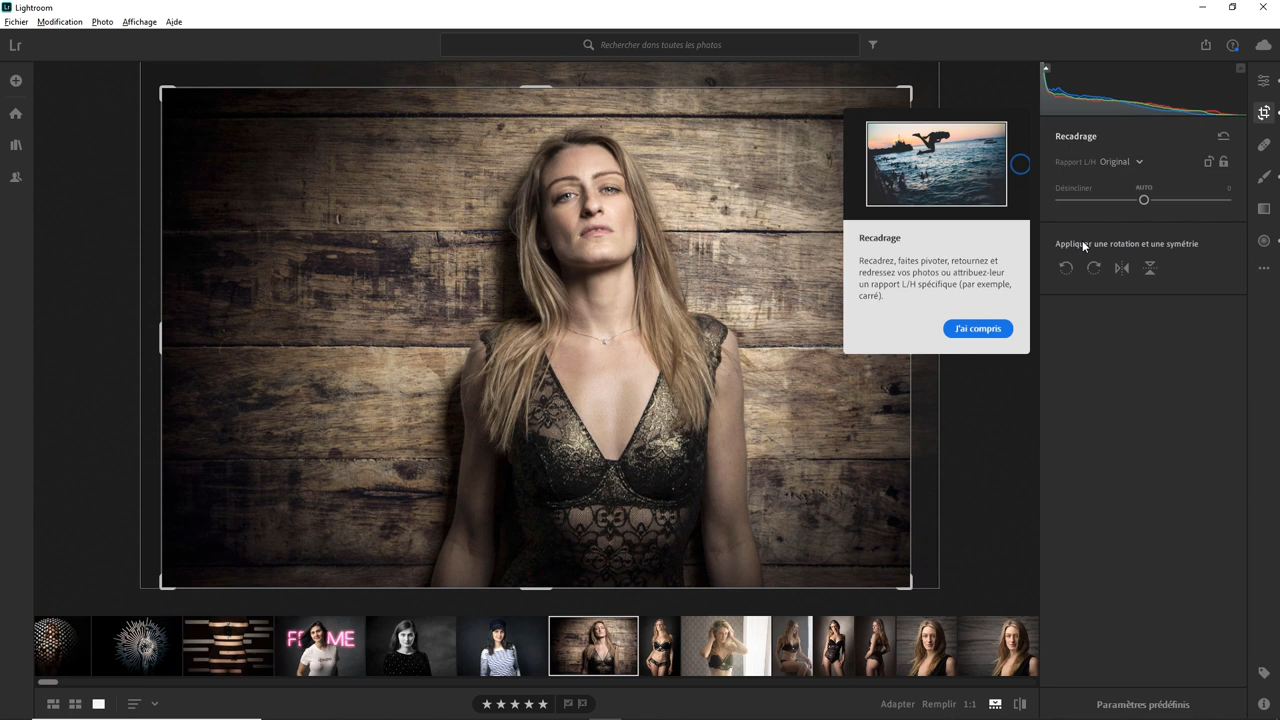 Lr Lightroom
Fichier Modification Photo Affichage Aide
Lr
Rechercher dans toutes les photos
Recadrage
Rapport L/H Original
Désincliner AUTO 0
Appliquer une rotation et une symétrie
Recadrage
Recadrez, faites pivoter, retournez et
redressez vos photos ou attribuez-leur
un rapport L/H spécifique (par exemple,
carré).
J'ai compris
Adapter Remplir 1:1
Paramètres prédéfinis